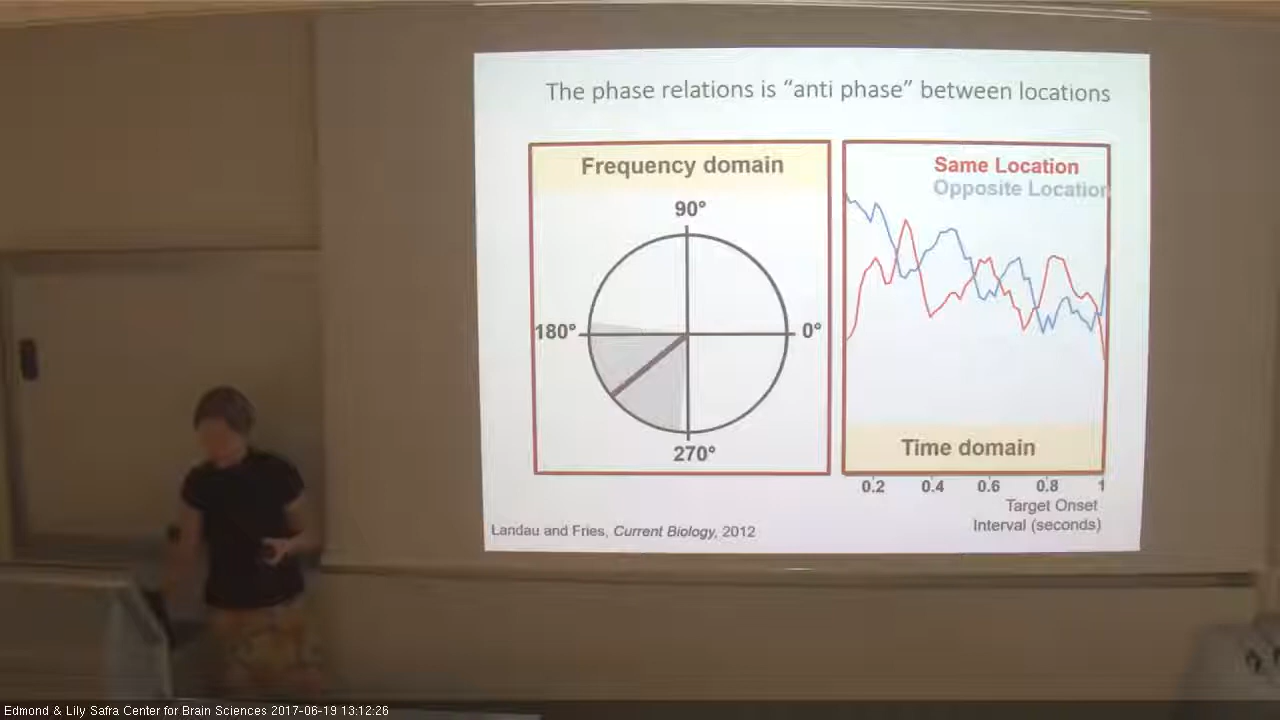 The phase relations is “anti phase” between locations
Frequency domain
90°
180°
0°
270°
Same Location
Opposite Location
Time domain
0.2 0.4 0.6 0.8 1
Target Onset
Interval (seconds)
Landau and Fries, Current Biology, 2012
Edmond & Lily Safra Center for Brain Sciences 2017-06-19 13:12:26